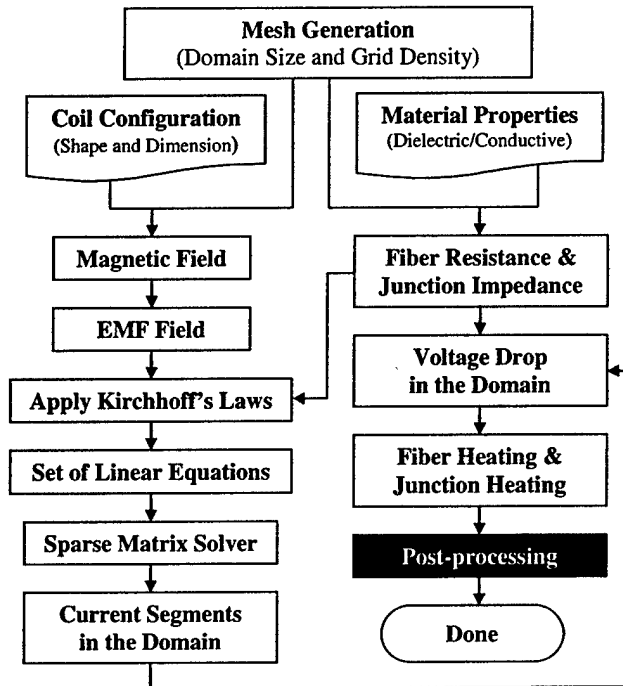 Mesh Generation
(Domain Size and Grid Density)
Coil Configuration
(Shape and Dimension)
Material Properties
(Dielectric/Conductive)
Magnetic Field
EMF Field
Apply Kirchhoff's Laws
Set of Linear Equations
Sparse Matrix Solver
Current Segments
in the Domain
Fiber Resistance &
Junction Impedance
Voltage Drop
in the Domain
Fiber Heating &
Junction Heating
Post-processing
Done